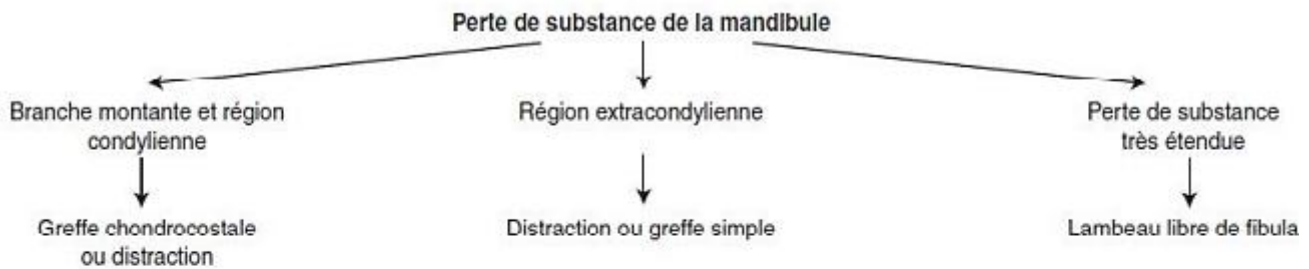 Perte de substance de la mandibule
Branche montante et région
condylienne
Région extracondylienne
Perte de substance
très étendue
Greffe chondrocostale
ou distraction
Distraction ou greffe simple
Lambeau libre de fibula